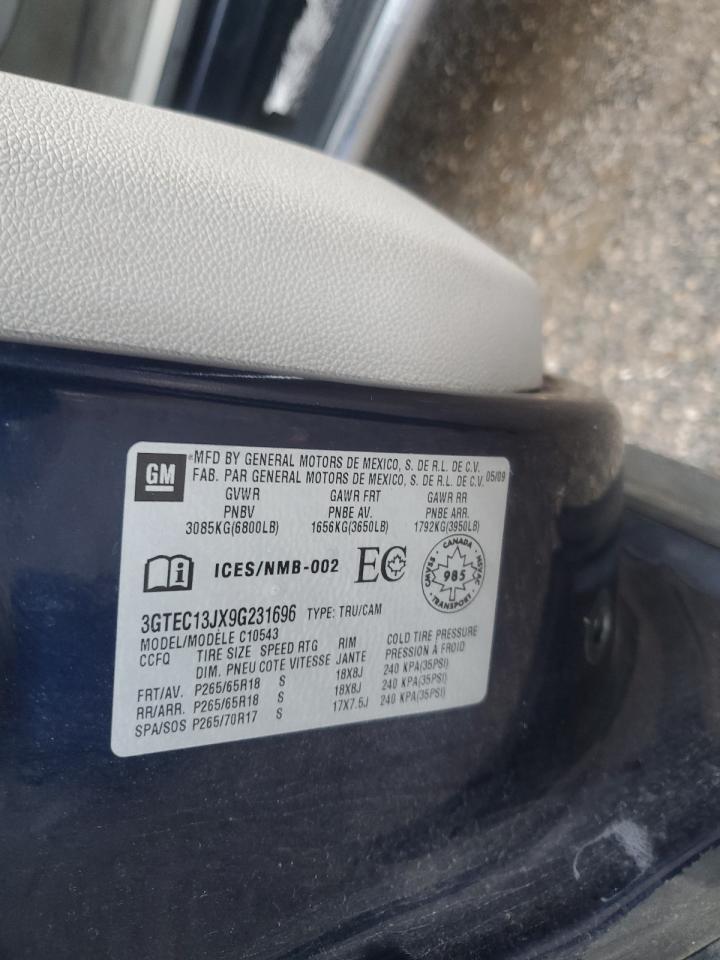 GM
*MFD BY GENERAL MOTORS DE MEXICO, S. DE R.L. DE C.V.
FAB. PAR GENERAL MOTORS DE MEXICO, S. DE R.L. DE C.V. 05/09
GVWR GAWR FRT GAWR RR
PNBV PNBE AV. PNBE ARR.
3085KG(6800LB) 1656KG(3650LB) 1792KG(3950LB)
i ICES/NMB-002 EC
CANADA
CMVSS 985 NSVAC
TRANSPORT
3GTEC13JX9G231696 TYPE: TRU/CAM
MODEL/MODÈLE C10543
CCFQ TIRE SIZE SPEED RTG RIM COLD TIRE PRESSURE
DIM. PNEU COTE VITESSE JANTE PRESSION À FROID
FRT/AV. P265/65R18 S 18X8J 240 KPA(35PSI)
RR/ARR. P265/65R18 S 18X8J 240 KPA(35PSI)
SPA/SOS P265/70R17 S 17X7.5J 240 KPA(35PSI)